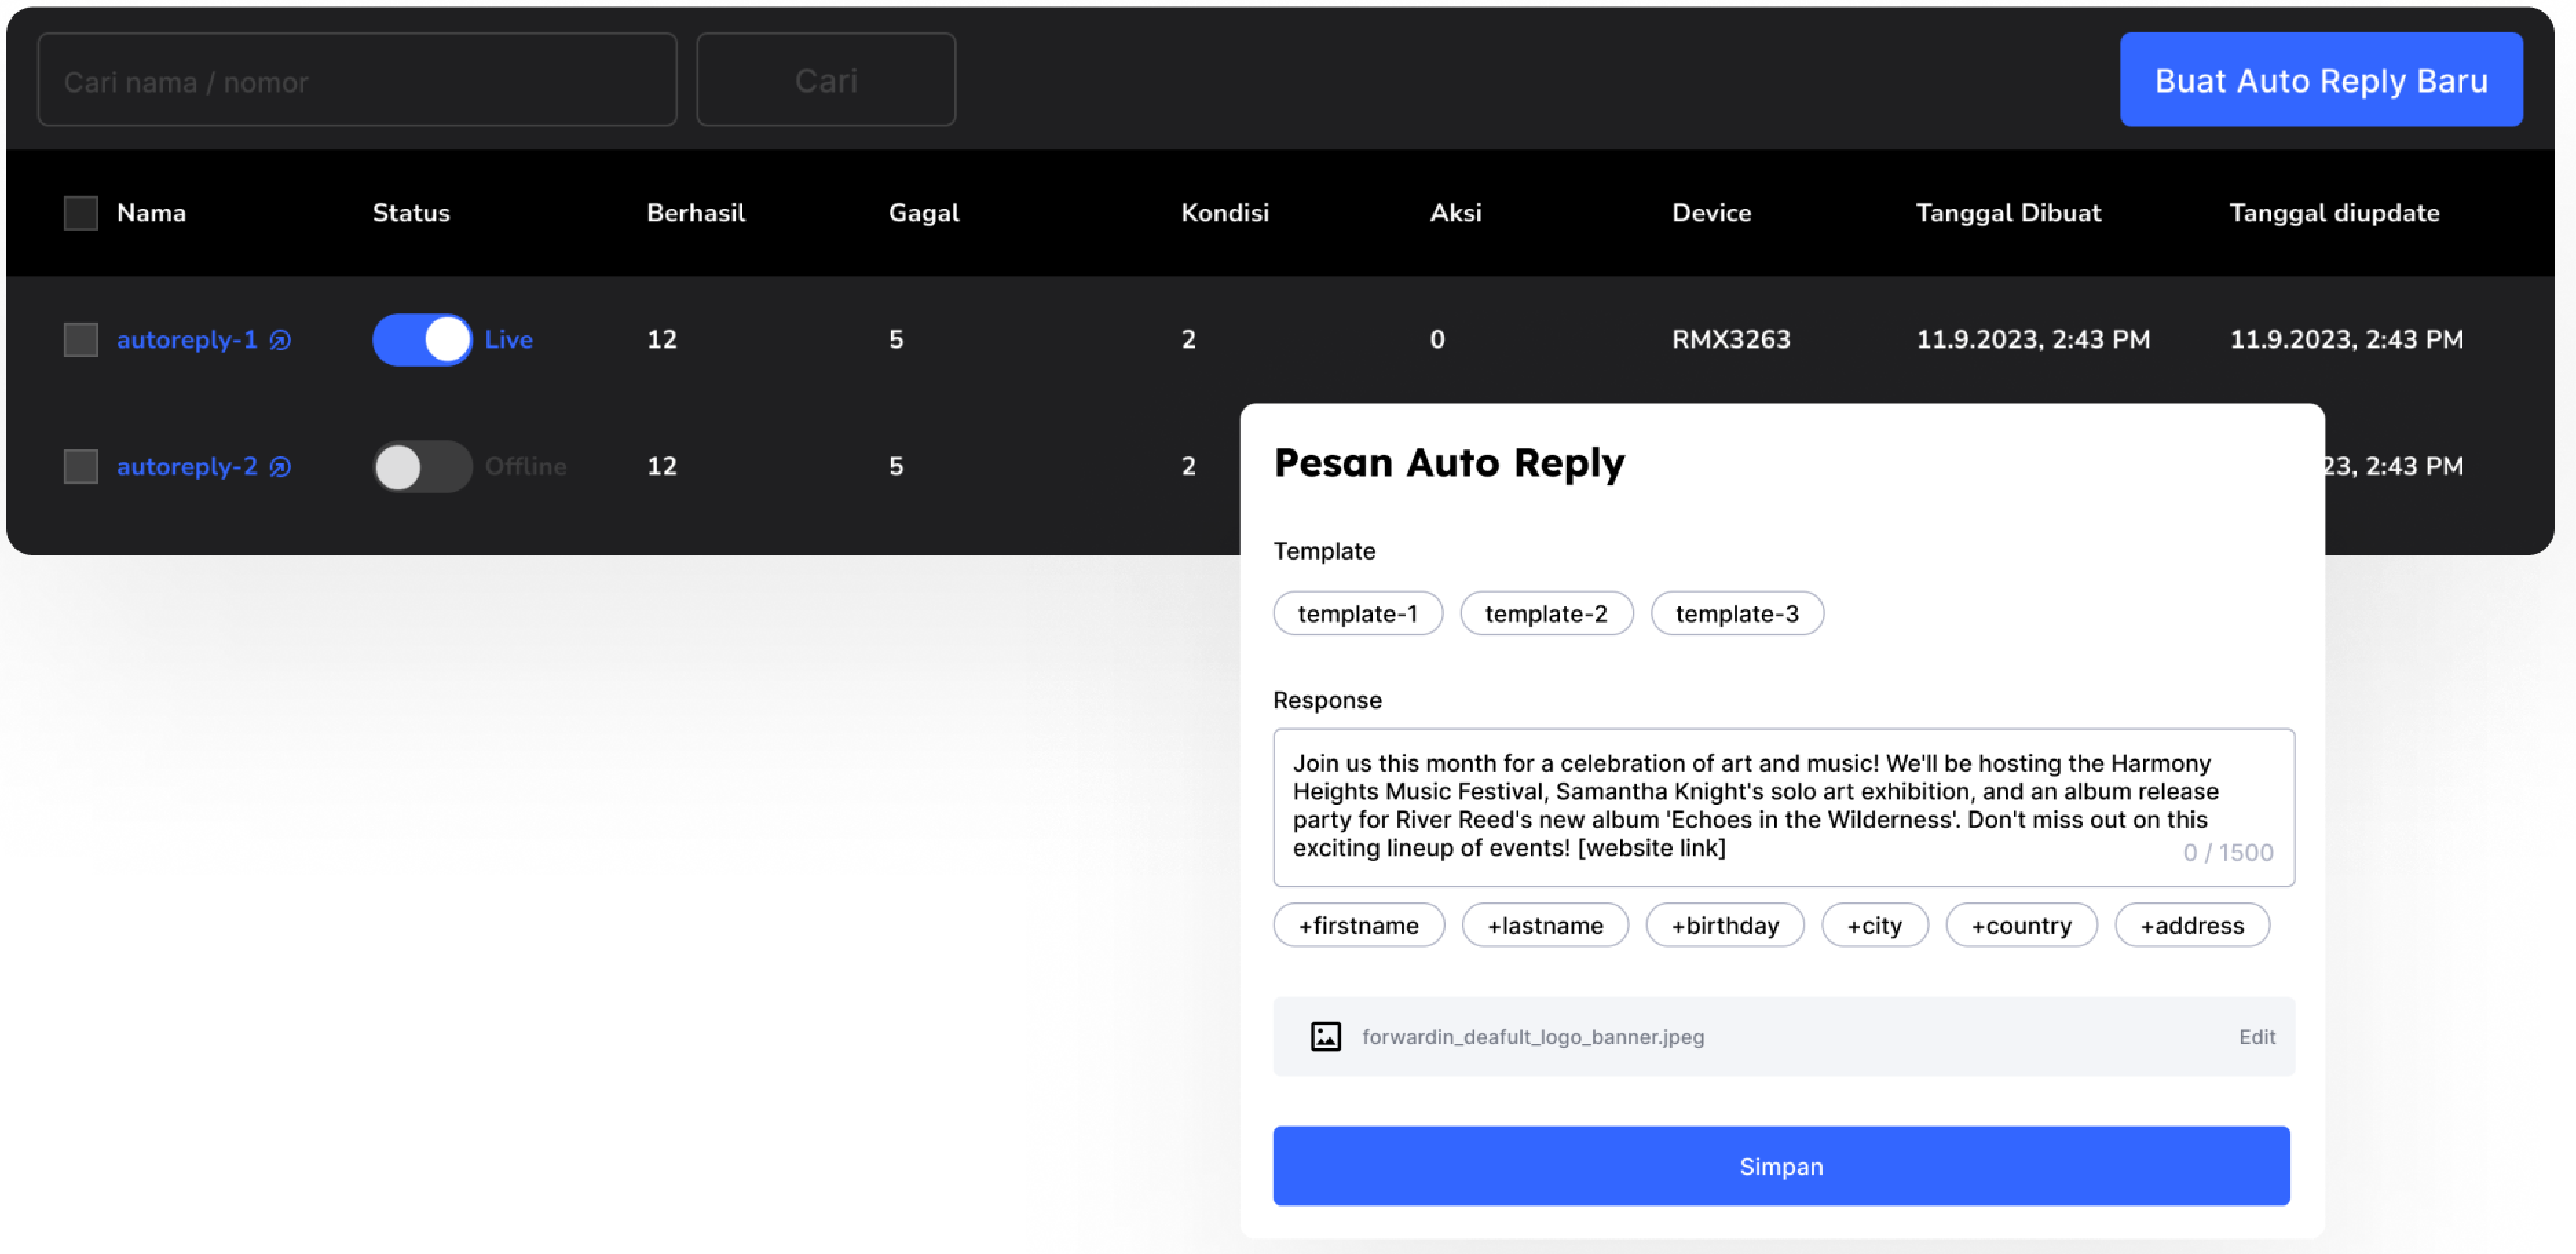 Cari nama / nomor
Cari
Buat Auto Reply Baru
Nama Status Berhasil Gagal Kondisi Aksi Device Tanggal Dibuat Tanggal diupdate
autoreply-1 Live 12 5 2 0 RMX3263 11.9.2023, 2:43 PM 11.9.2023, 2:43 PM
autoreply-2 Offline 12 5 2 23, 2:43 PM
Pesan Auto Reply
Template
template-1 template-2 template-3
Response
Join us this month for a celebration of art and music! We'll be hosting the Harmony
Heights Music Festival, Samantha Knight's solo art exhibition, and an album release
party for River Reed's new album 'Echoes in the Wilderness'. Don't miss out on this
exciting lineup of events! [website link]
0 / 1500
+firstname +lastname +birthday +city +country +address
forwardin_deafult_logo_banner.jpeg Edit
Simpan